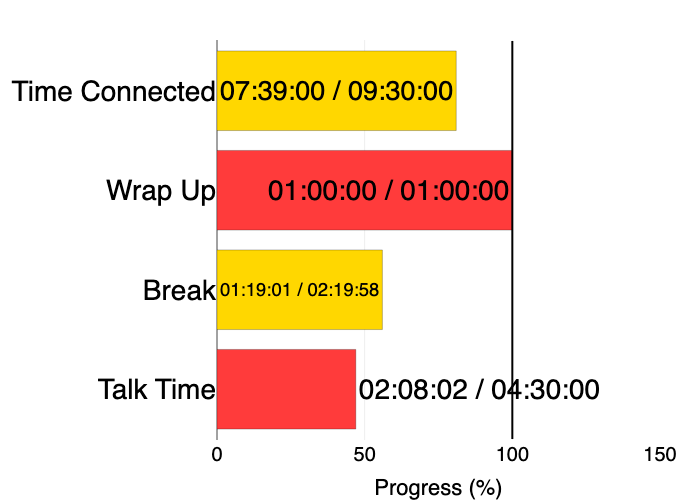 Time Connected 07:39:00 / 09:30:00
Wrap Up 01:00:00 / 01:00:00
Break 01:19:01 / 02:19:58
Talk Time 02:08:02 / 04:30:00
0 50 100 150
Progress (%)